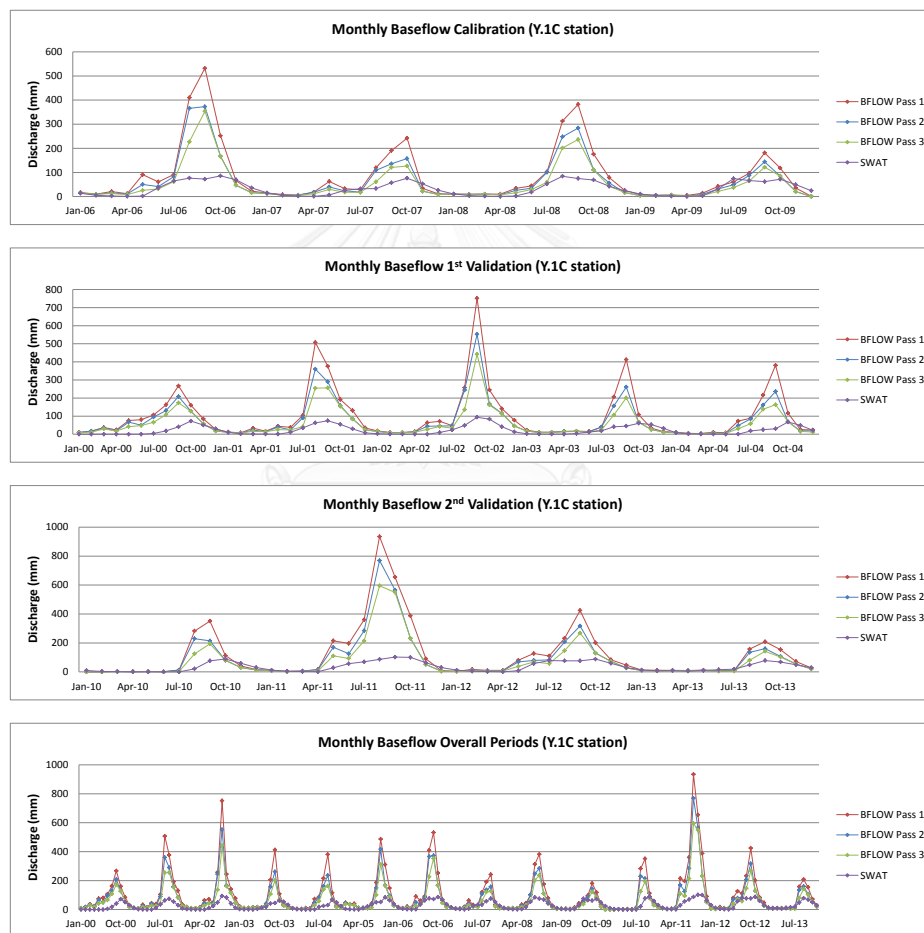 Monthly Baseflow Calibration (Y.1C station)
Discharge (mm)
600
500
400
300
200
100
0
Jan-06 Apr-06 Jul-06 Oct-06 Jan-07 Apr-07 Jul-07 Oct-07 Jan-08 Apr-08 Jul-08 Oct-08 Jan-09 Apr-09 Jul-09 Oct-09
BFLOW Pass 1
BFLOW Pass 2
BFLOW Pass 3
SWAT
Monthly Baseflow 1st Validation (Y.1C station)
Discharge (mm)
800
700
600
500
400
300
200
100
0
Jan-00 Apr-00 Jul-00 Oct-00 Jan-01 Apr-01 Jul-01 Oct-01 Jan-02 Apr-02 Jul-02 Oct-02 Jan-03 Apr-03 Jul-03 Oct-03 Jan-04 Apr-04 Jul-04 Oct-04
BFLOW Pass 1
BFLOW Pass 2
BFLOW Pass 3
SWAT
Monthly Baseflow 2nd Validation (Y.1C station)
Discharge (mm)
1000
800
600
400
200
0
Jan-10 Apr-10 Jul-10 Oct-10 Jan-11 Apr-11 Jul-11 Oct-11 Jan-12 Apr-12 Jul-12 Oct-12 Jan-13 Apr-13 Jul-13 Oct-13
BFLOW Pass 1
BFLOW Pass 2
BFLOW Pass 3
SWAT
Monthly Baseflow Overall Periods (Y.1C station)
Discharge (mm)
1000
800
600
400
200
0
Jan-00 Oct-00 Jul-01 Apr-02 Jan-03 Oct-03 Jul-04 Apr-05 Jan-06 Oct-06 Jul-07 Apr-08 Jan-09 Oct-09 Jul-10 Apr-11 Jan-12 Oct-12 Jul-13
BFLOW Pass 1
BFLOW Pass 2
BFLOW Pass 3
SWAT